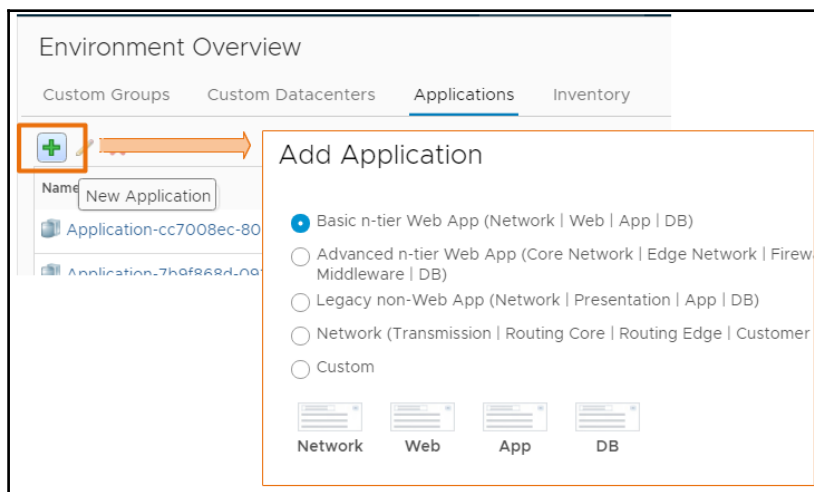 Environment Overview
Custom Groups Custom Datacenters Applications Inventory
Name
New Application
Application-cc7008ec-80
Add Application
Basic n-tier Web App (Network | Web | App | DB)
Advanced n-tier Web App (Core Network | Edge Network |
Middleware | DB)
Legacy non-Web App (Network | Presentation | App | DB)
Network (Transmission | Routing Core | Routing Edge | Customer
Custom
Network Web App DB